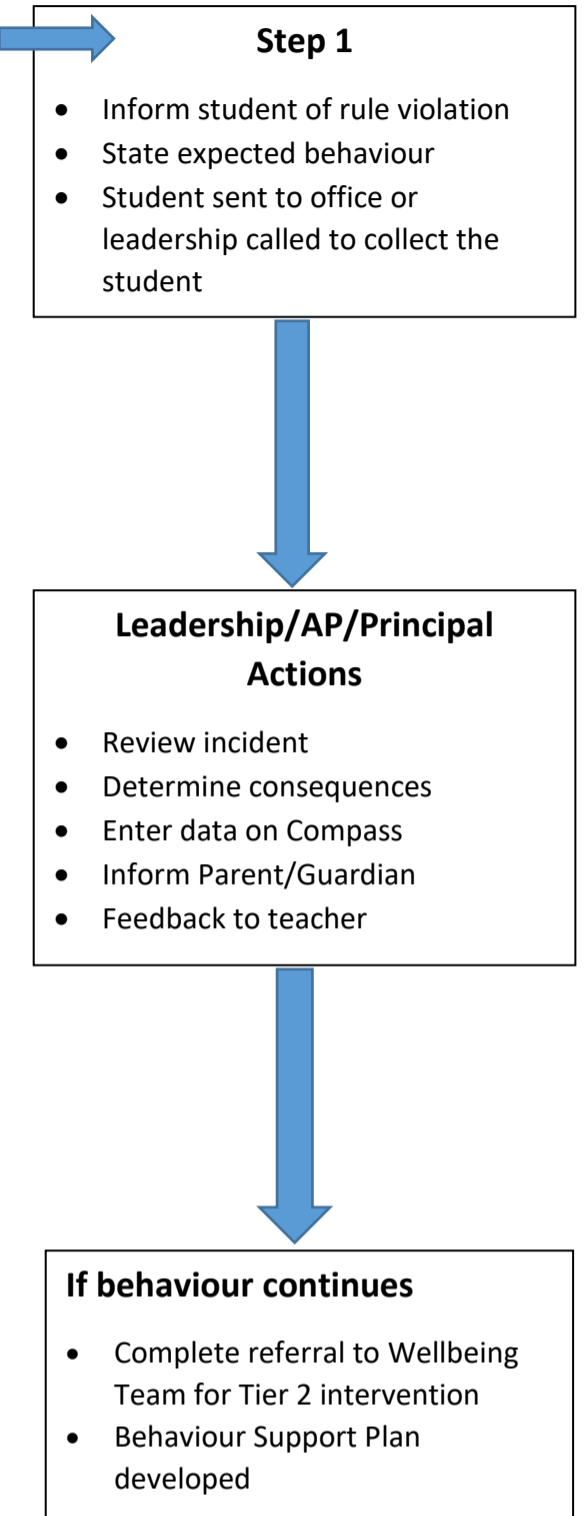 Step 1
• Inform student of rule violation
• State expected behaviour
• Student sent to office or
leadership called to collect the
student
Leadership/AP/Principal
Actions
• Review incident
• Determine consequences
• Enter data on Compass
• Inform Parent/Guardian
• Feedback to teacher
If behaviour continues
• Complete referral to Wellbeing
Team for Tier 2 intervention
• Behaviour Support Plan
developed